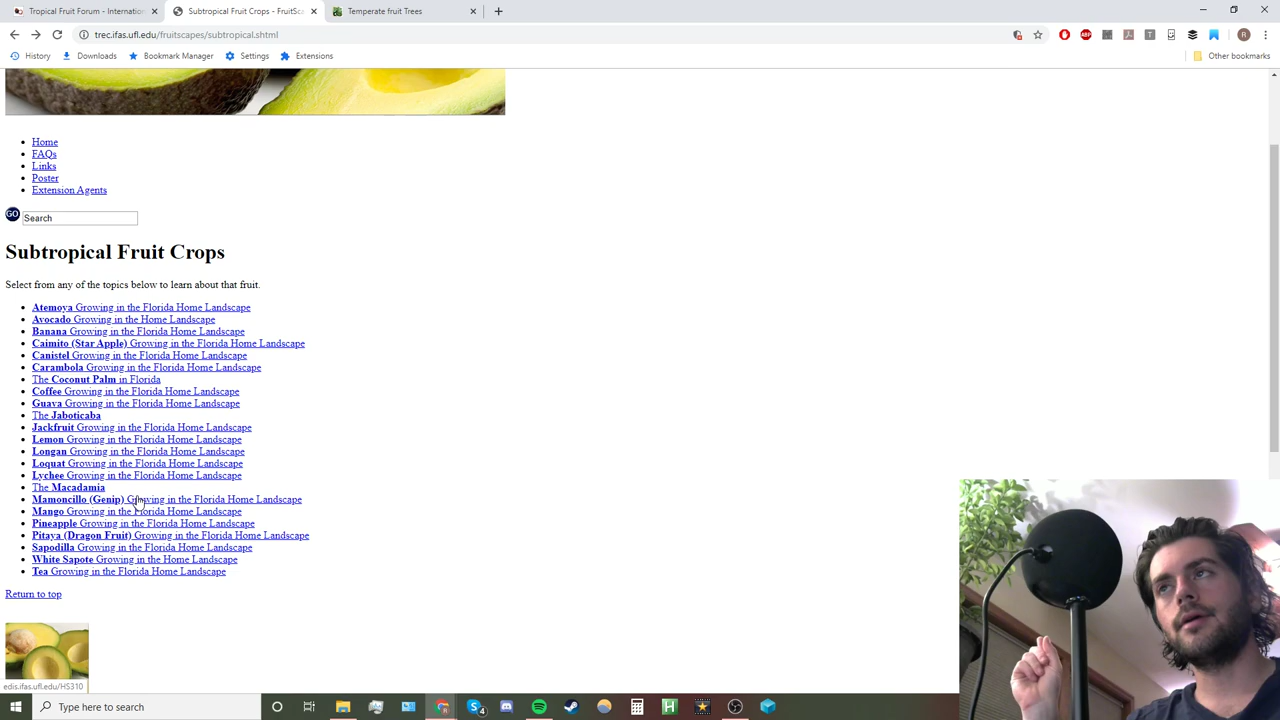 Tropical Fruit Forum - Internation
Subtropical Fruit Crops - FruitSca
Temperate fruit Trees
trec.ifas.ufl.edu/fruitscapes/subtropical.shtml
History Downloads Bookmark Manager Settings Extensions Other bookmarks
Home
FAQs
Links
Poster
Extension Agents
GO Search
Subtropical Fruit Crops
Select from any of the topics below to learn about that fruit.
Atemoya Growing in the Florida Home Landscape
Avocado Growing in the Home Landscape
Banana Growing in the Florida Home Landscape
Caimito (Star Apple) Growing in the Florida Home Landscape
Canistel Growing in the Florida Home Landscape
Carambola Growing in the Florida Home Landscape
The Coconut Palm in Florida
Coffee Growing in the Florida Home Landscape
Guava Growing in the Florida Home Landscape
The Jaboticaba
Jackfruit Growing in the Florida Home Landscape
Lemon Growing in the Florida Home Landscape
Longan Growing in the Florida Home Landscape
Loquat Growing in the Florida Home Landscape
Lychee Growing in the Florida Home Landscape
The Macadamia
Mamoncillo (Genip) Growing in the Florida Home Landscape
Mango Growing in the Florida Home Landscape
Pineapple Growing in the Florida Home Landscape
Pitaya (Dragon Fruit) Growing in the Florida Home Landscape
Sapodilla Growing in the Florida Home Landscape
White Sapote Growing in the Home Landscape
Tea Growing in the Florida Home Landscape
Return to top
edis.ifas.ufl.edu/HS310
Type here to search